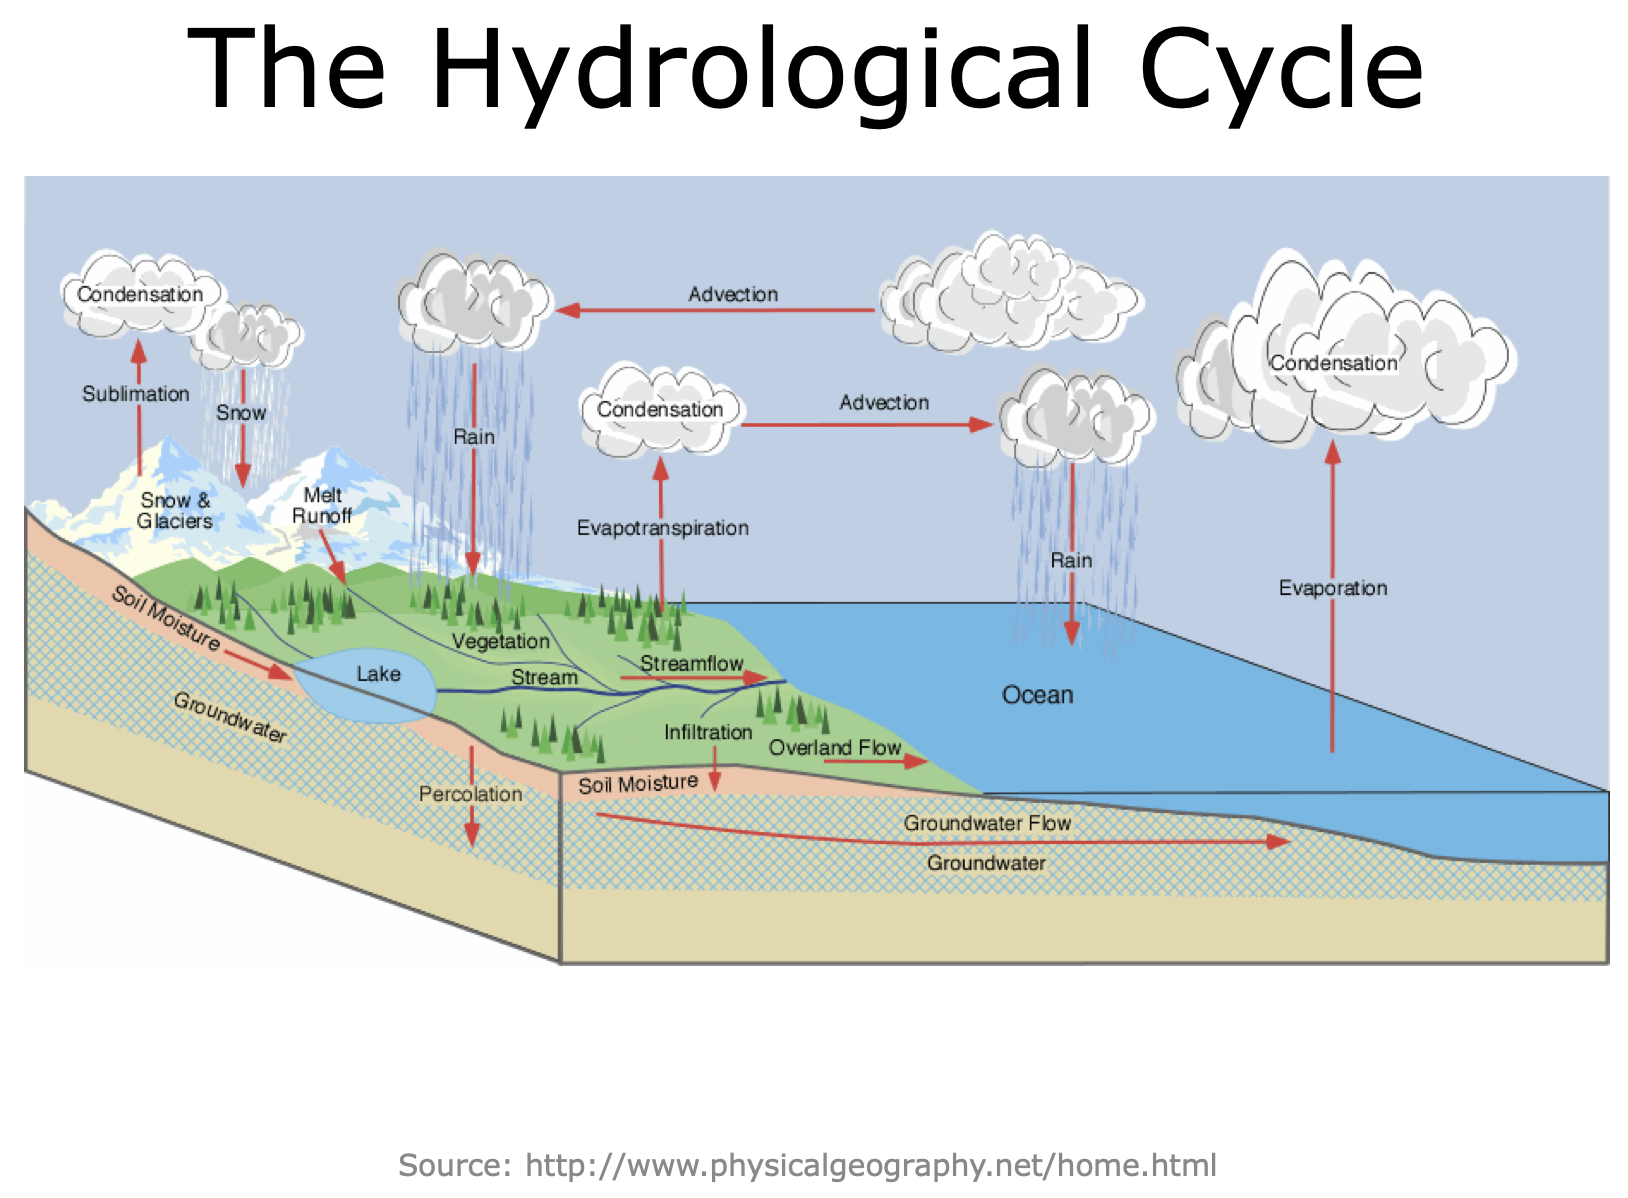 The Hydrological Cycle
Condensation
Advection
Condensation
Sublimation
Snow
Condensation
Advection
Rain
Snow &
Glaciers
Melt
Runoff
Evapotranspiration
Rain
Evaporation
Soil Moisture
Vegetation
Streamflow
Lake
Stream
Ocean
Groundwater
Infiltration
Overland Flow
Percolation
Soil Moisture
Groundwater Flow
Groundwater
Source: http://www.physicalgeography.net/home.html